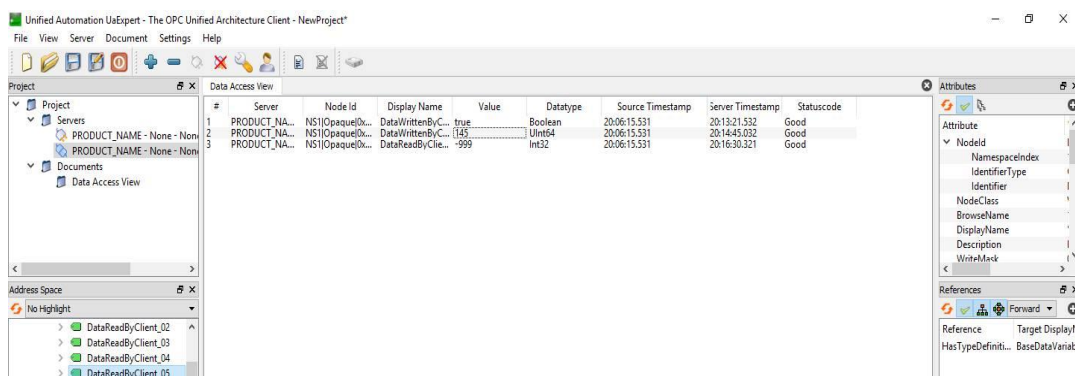 Unified Automation UaExpert - The OPC Unified Architecture Client - NewProject*
File View Server Document Settings Help
Project
Project
Servers
PRODUCT_NAME - None - None
PRODUCT_NAME - None - None
Documents
Data Access View
Data Access View
# Server Node Id Display Name Value Datatype Source Timestamp Server Timestamp Statuscode
1 PRODUCT_NA... NS1|Opaque|0x... DataWrittenByC... true Boolean 20:06:15.531 20:13:21.532 Good
2 PRODUCT_NA... NS1|Opaque|0x... DataWrittenByC... 145 UInt64 20:06:15.531 20:14:45.032 Good
3 PRODUCT_NA... NS1|Opaque|0x... DataReadByClie... -999 Int32 20:06:15.531 20:16:30.321 Good
Attributes
Attribute
NodeId
NamespaceIndex
IdentifierType
Identifier
NodeClass
BrowseName
DisplayName
Description
WriteMask
Address Space
No Highlight
DataReadByClient_02
DataReadByClient_03
DataReadByClient_04
DataReadByClient_05
References
Forward
Reference Target Display
HasTypeDefiniti... BaseDataVariab